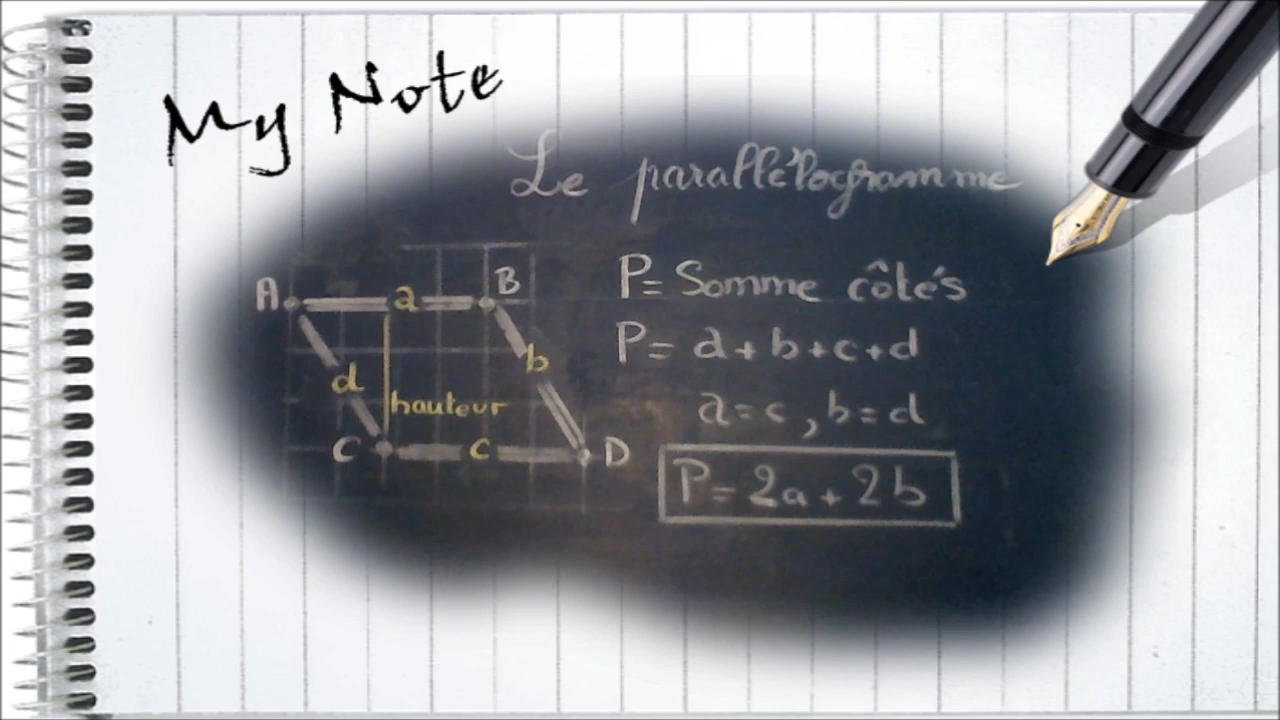 My Note
Le parallélogramme
A a B
P= Somme côtés
b
P= a+b+c+d
d
hauteur
a=c, b=d
C c D
P= 2a + 2b